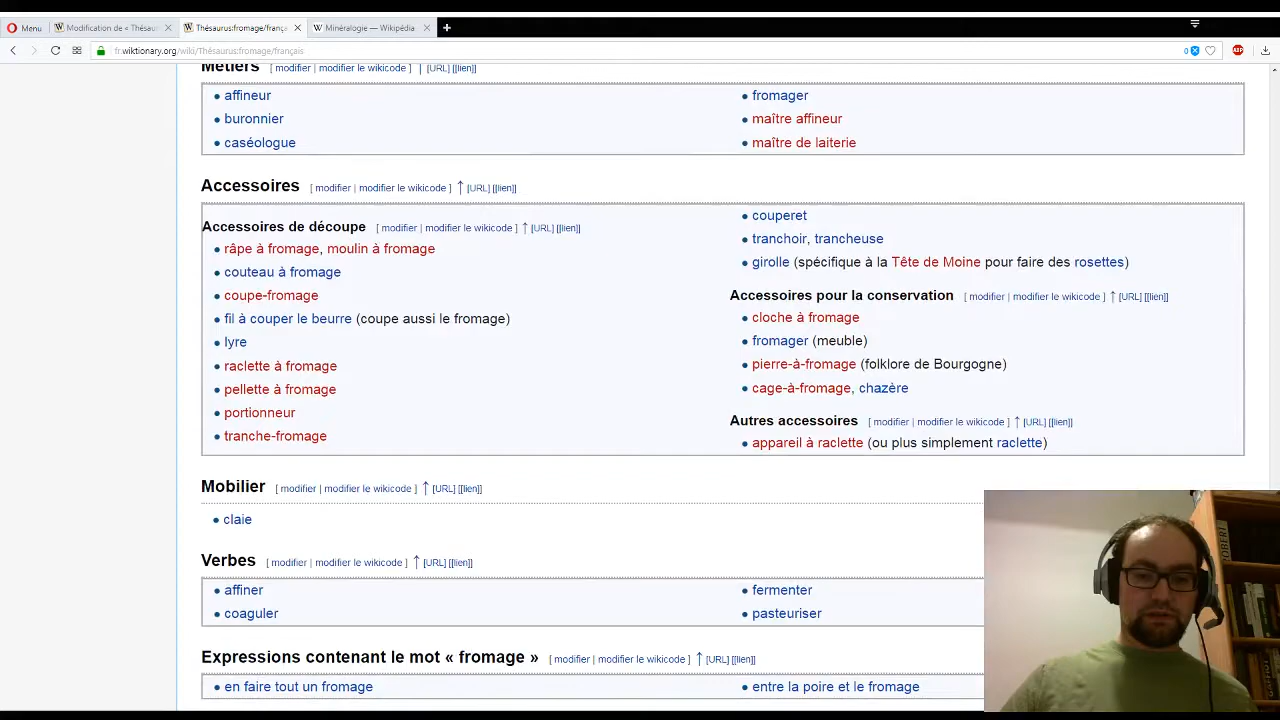 Menu
Modification de « Thésau
Thésaurus:fromage/franç
Minéralogie — Wikipédia
fr.wiktionary.org/wiki/Thésaurus:fromage/français
0
ABP
Métiers [ modifier | modifier le wikicode ] ↑ [URL] [[lien]]
• affineur
• buronnier
• caséologue
• fromager
• maître affineur
• maître de laiterie
Accessoires [ modifier | modifier le wikicode ] ↑ [URL] [[lien]]
Accessoires de découpe [ modifier | modifier le wikicode ] ↑ [URL] [[lien]]
• râpe à fromage, moulin à fromage
• couteau à fromage
• coupe-fromage
• fil à couper le beurre (coupe aussi le fromage)
• lyre
• raclette à fromage
• pellette à fromage
• portionneur
• tranche-fromage
• couperet
• tranchoir, trancheuse
• girolle (spécifique à la Tête de Moine pour faire des rosettes)
Accessoires pour la conservation [ modifier | modifier le wikicode ] ↑ [URL] [[lien]]
• cloche à fromage
• fromager (meuble)
• pierre-à-fromage (folklore de Bourgogne)
• cage-à-fromage, chazère
Autres accessoires [ modifier | modifier le wikicode ] ↑ [URL] [[lien]]
• appareil à raclette (ou plus simplement raclette)
Mobilier [ modifier | modifier le wikicode ] ↑ [URL] [[lien]]
• claie
Verbes [ modifier | modifier le wikicode ] ↑ [URL] [[lien]]
• affiner
• coaguler
• fermenter
• pasteuriser
Expressions contenant le mot « fromage » [ modifier | modifier le wikicode ] ↑ [URL] [[lien]]
• en faire tout un fromage
• entre la poire et le fromage
ROBERT